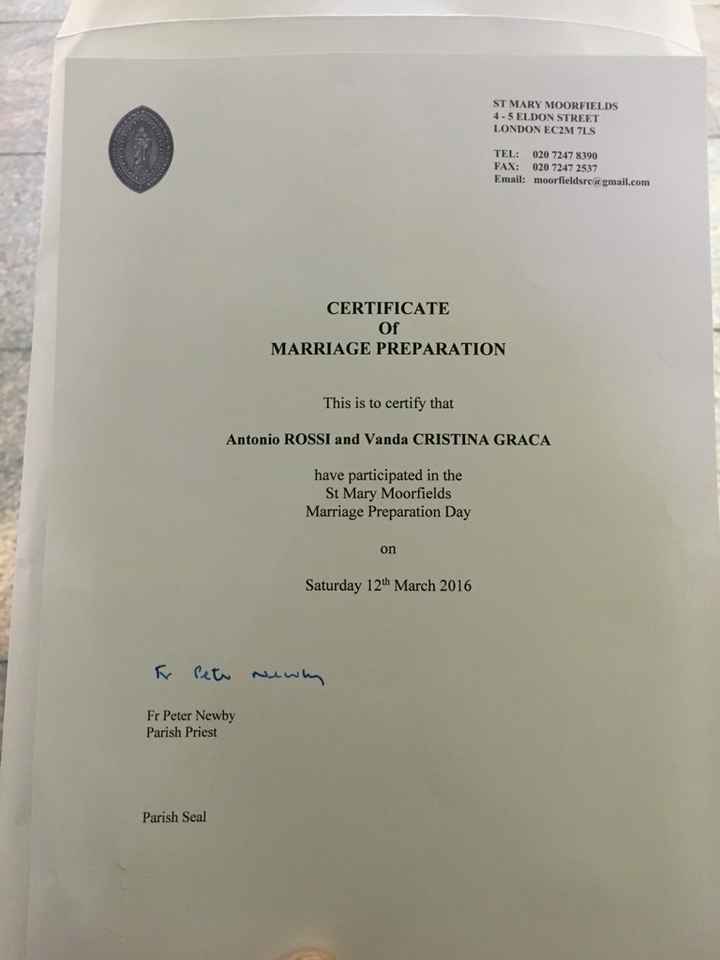 ST MARY MOORFIELDS
4 - 5 ELDON STREET
LONDON EC2M 7LS
TEL: 020 7247 8390
FAX: 020 7247 2537
Email: moorfieldsrc@gmail.com
CERTIFICATE
Of
MARRIAGE PREPARATION
This is to certify that
Antonio ROSSI and Vanda CRISTINA GRACA
have participated in the
St Mary Moorfields
Marriage Preparation Day
on
Saturday 12th March 2016
Fr Peter Newby
Fr Peter Newby
Parish Priest
Parish Seal